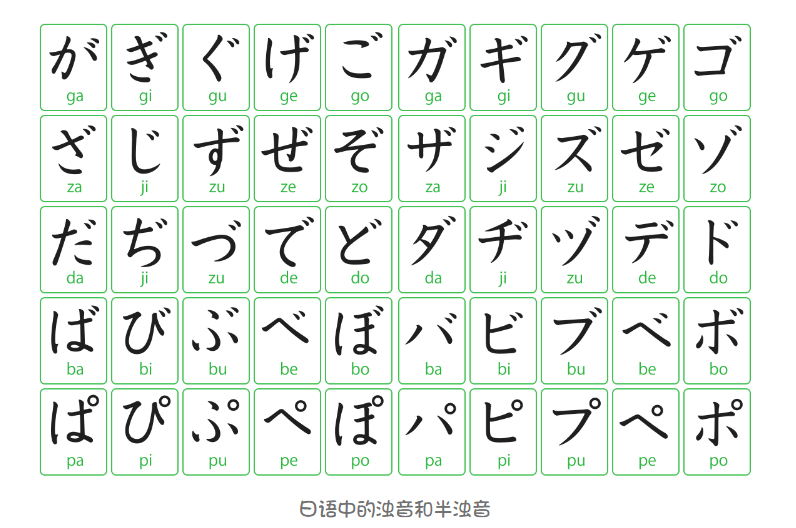 が ぎ ぐ げ ご ガ ギ グ ゲ ゴ
ga gi gu ge go ga gi gu ge go
ざ じ ず ぜ ぞ ザ ジ ズ ゼ ゾ
za ji zu ze zo za ji zu ze zo
だ ぢ づ で ど ダ ヂ ヅ デ ド
da ji zu de do da ji zu de do
ば び ぶ べ ぼ バ ビ ブ ベ ボ
ba bi bu be bo ba bi bu be bo
ぱ ぴ ぷ ぺ ぽ パ ピ プ ペ ポ
pa pi pu pe po pa pi pu pe po
日语中的浊音和半浊音